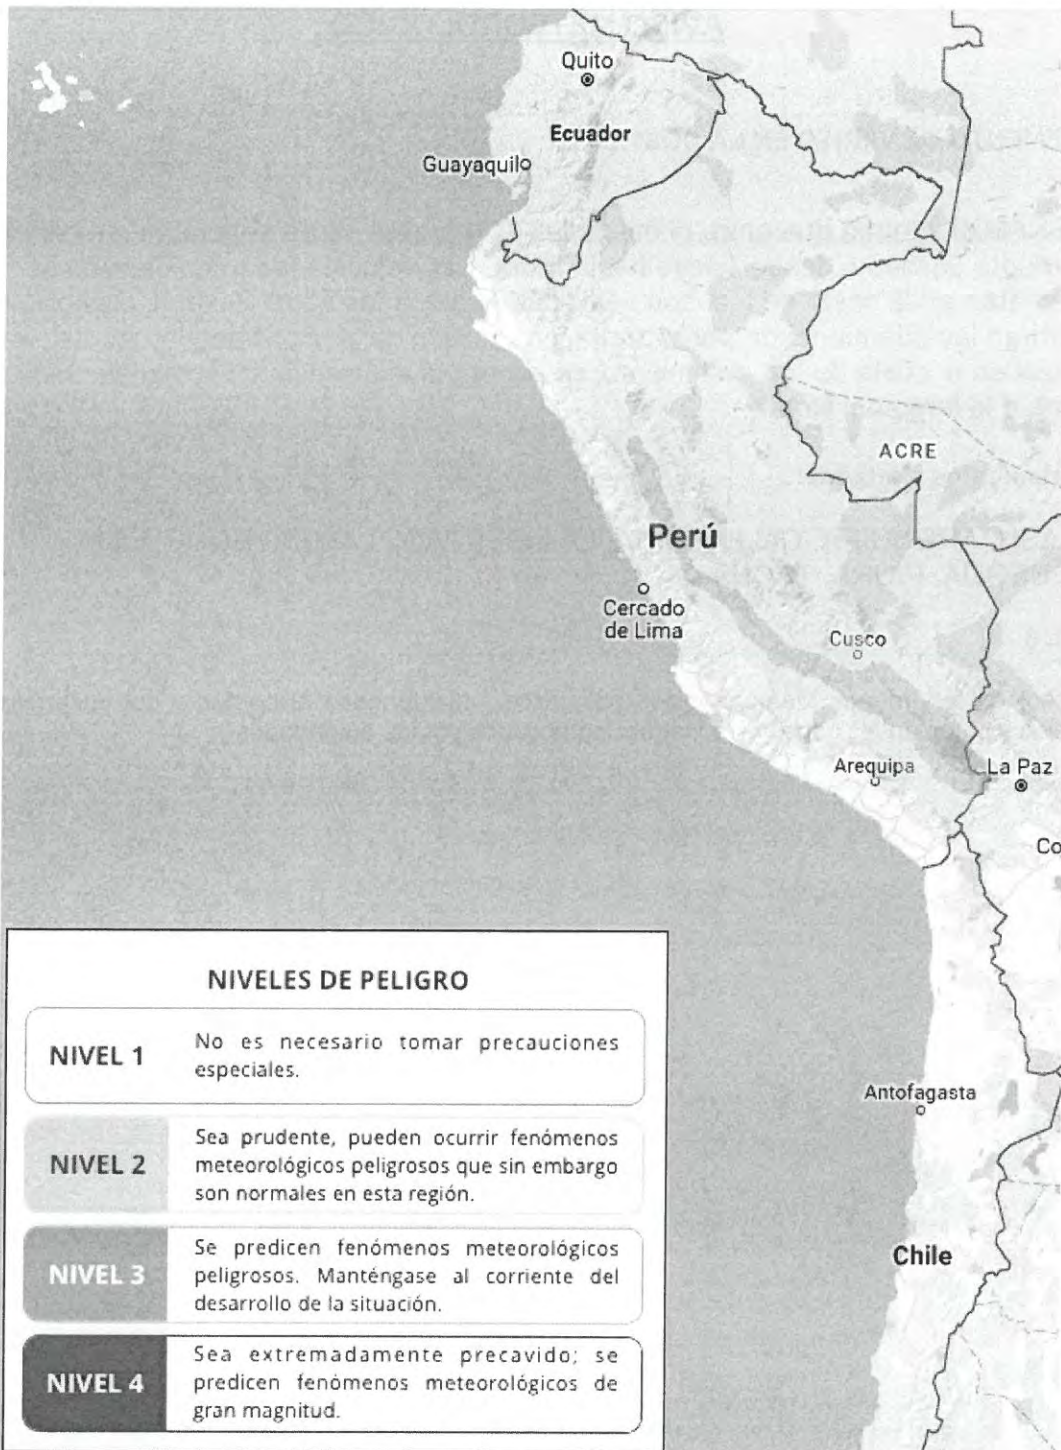 Quito
Ecuador
Guayaquil
ACRE
Perú
Cercado
de Lima
Cusco
Arequipa
La Paz
Co
Antofagasta
Chile
NIVELES DE PELIGRO
NIVEL 1
No es necesario tomar precauciones
especiales.
NIVEL 2
Sea prudente, pueden ocurrir fenómenos
meteorológicos peligrosos que sin embargo
son normales en esta región.
NIVEL 3
Se predicen fenómenos meteorológicos
peligrosos. Manténgase al corriente del
desarrollo de la situación.
NIVEL 4
Sea extremadamente precavido; se
predicen fenómenos meteorológicos de
gran magnitud.